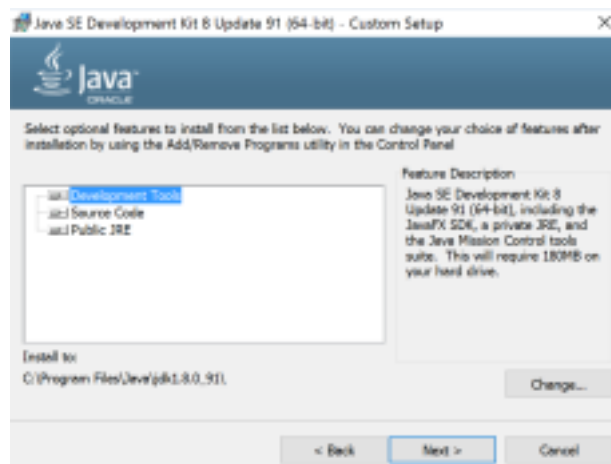 Java SE Development Kit 8 Update 91 (64-bit) - Custom Setup
Java
ORACLE
Select optional features to install from the list below. You can change your choice of features after
installation by using the Add/Remove Programs utility in the Control Panel
Development Tools
Source Code
Public JRE
Feature Description
Java SE Development Kit 8
Update 91 (64-bit), including the
JavaFX SDK, a private JRE, and
the Java Mission Control tools
suite. This will require 180MB on
your hard drive.
Install to:
C:\Program Files\Java\jdk1.8.0_91\
Change...
< Back
Next >
Cancel